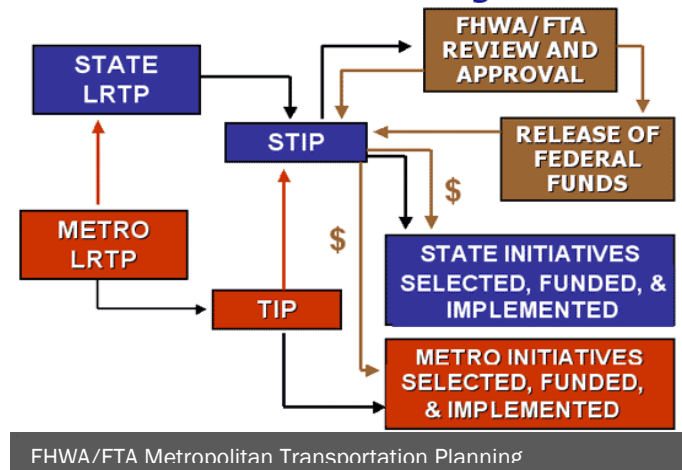 FHWA/FTA
REVIEW AND
APPROVAL
STATE
LRTP
STIP
RELEASE OF
FEDERAL
FUNDS
$
METRO
LRTP
$
STATE INITIATIVES
SELECTED, FUNDED, &
IMPLEMENTED
TIP
METRO INITIATIVES
SELECTED, FUNDED,
& IMPLEMENTED
FHWA/FTA Metropolitan Transportation Planning